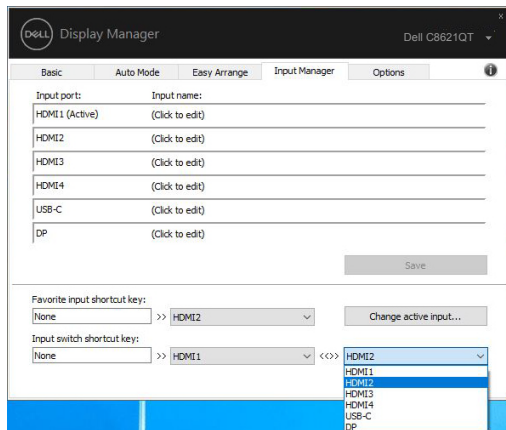 x
DELL Display Manager Dell C8621QT
Basic Auto Mode Easy Arrange Input Manager Options i
Input port: Input name:
HDMI1 (Active) (Click to edit)
HDMI2 (Click to edit)
HDMI3 (Click to edit)
HDMI4 (Click to edit)
USB-C (Click to edit)
DP (Click to edit)
Save
Favorite input shortcut key:
None >> HDMI2 Change active input...
Input switch shortcut key:
None >> HDMI1 <<>> HDMI2
HDMI1
HDMI2
HDMI3
HDMI4
USB-C
DP